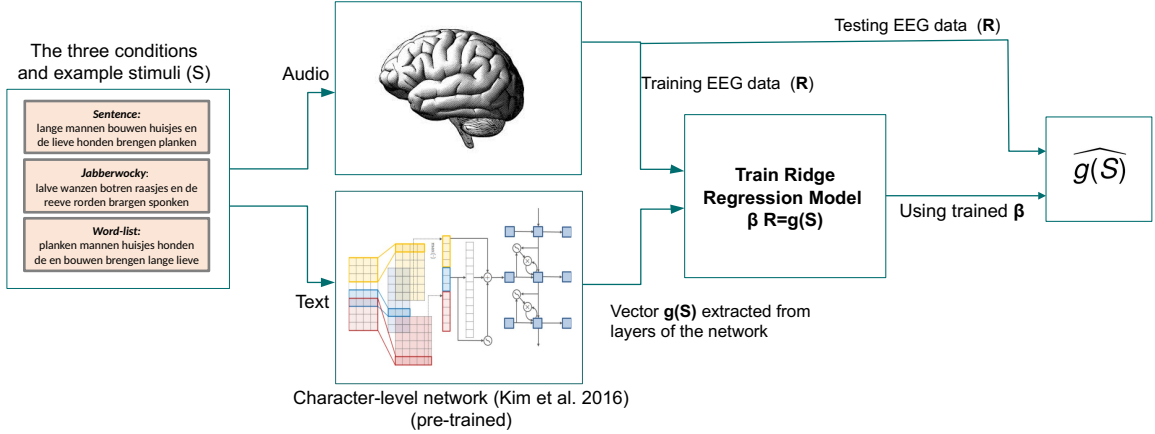 The three conditions
and example stimuli (S)
Sentence:
lange mannen bouwen huisjes en
de lieve honden brengen planken
Jabberwocky:
lalve wanzen botren raasjes en de
reeve rorden brargen sponken
Word-list:
planken mannen huisjes honden
de en bouwen brengen lange lieve
Audio
Text
Character-level network (Kim et al. 2016)
(pre-trained)
Testing EEG data (R)
Training EEG data (R)
Train Ridge
Regression Model
β R=g(S)
Vector g(S) extracted from
layers of the network
Using trained β
\widehat{g(S)}